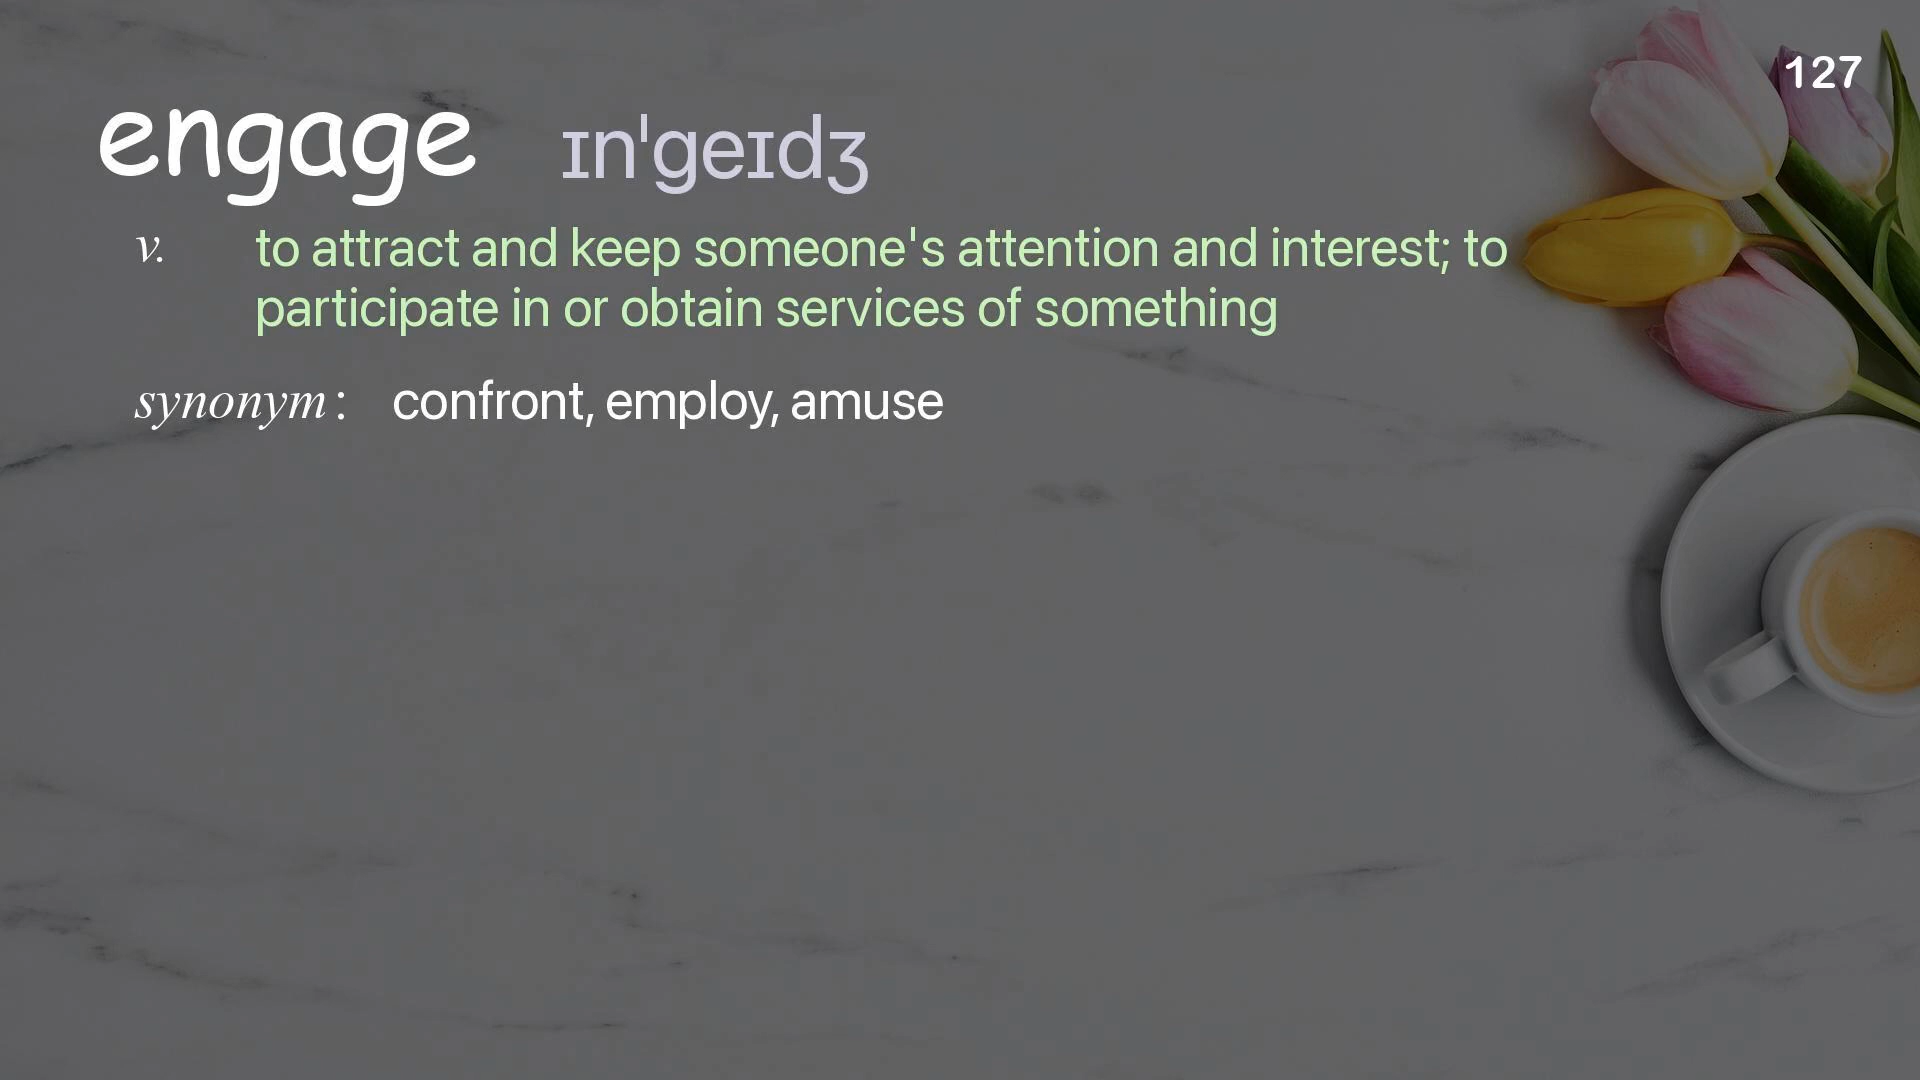 127
engage ɪnˈgeɪdʒ
v. to attract and keep someone's attention and interest; to
participate in or obtain services of something
synonym : confront, employ, amuse